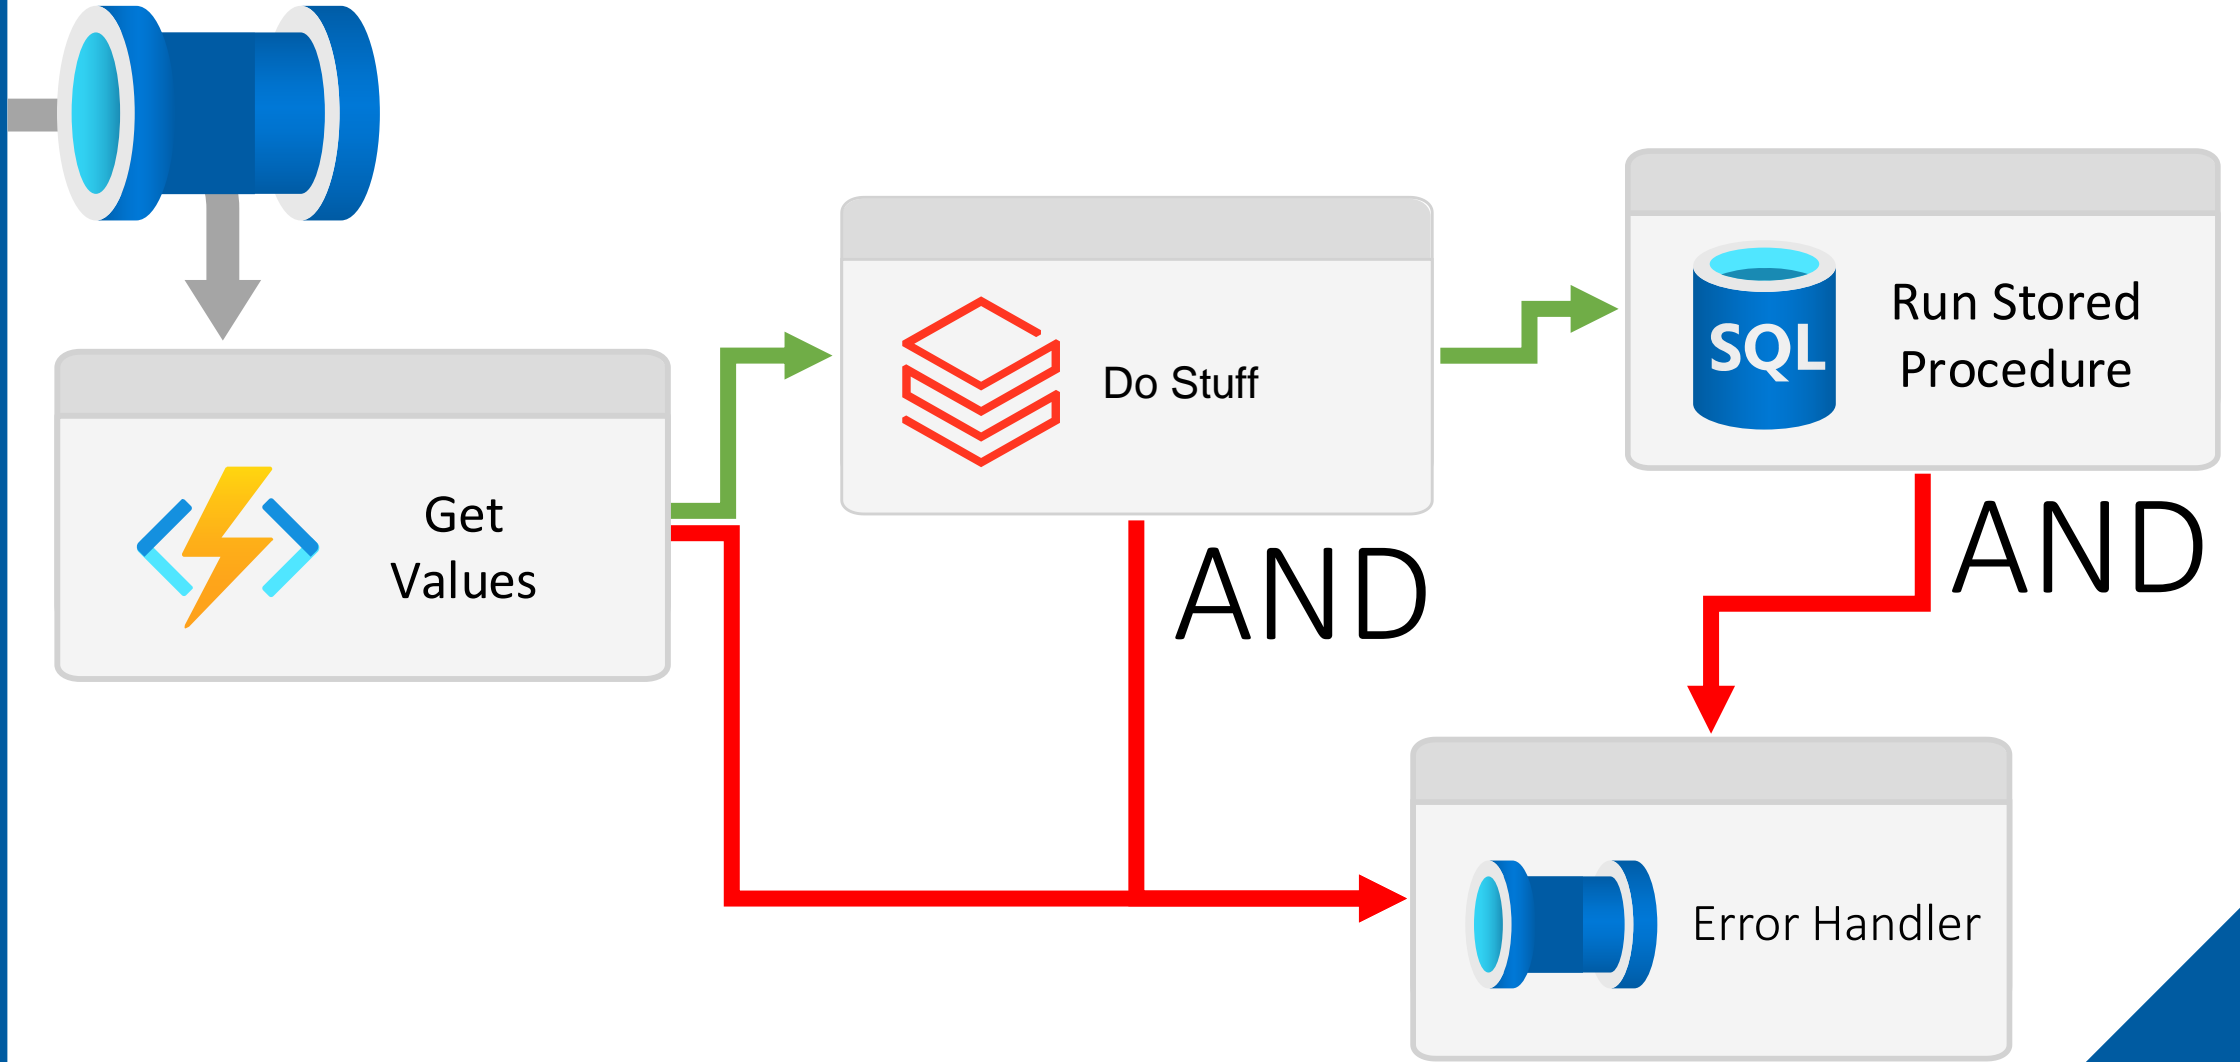 Get
Values
Do Stuff
AND
SQL
Run Stored
Procedure
AND
Error Handler